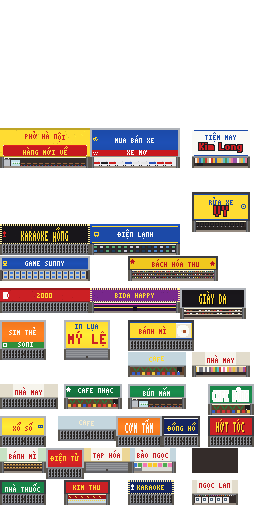 PHỞ HÀ NỘI
HÀNG MỚI VỀ
MUA BÁN XE
XE NỢ
TIỆM MAY
Kim Long
RỬA XE
KARAOKE HỒNG
ĐIỆN LẠNH
GAME SUNNY
BÁCH HÓA THU
2000
BIDA HAPPY
GIÀY DA
SIM THẺ
SONI
IN LỤA
MỸ LỆ
BÁNH MÌ
NHÀ MAY
NHÀ MAY
CAFE NHẠC
BÚN MẮM
XỔ SỐ
CAFE
CƠM TẤM
ĐỒNG HỒ
HỚT TÓC
BÁNH MÌ
ĐIỆN TỬ
TẠP HÓA
BẢO NGỌC
NHÀ THUỐC
KIM THU
KARAOKE
NGỌC LAN